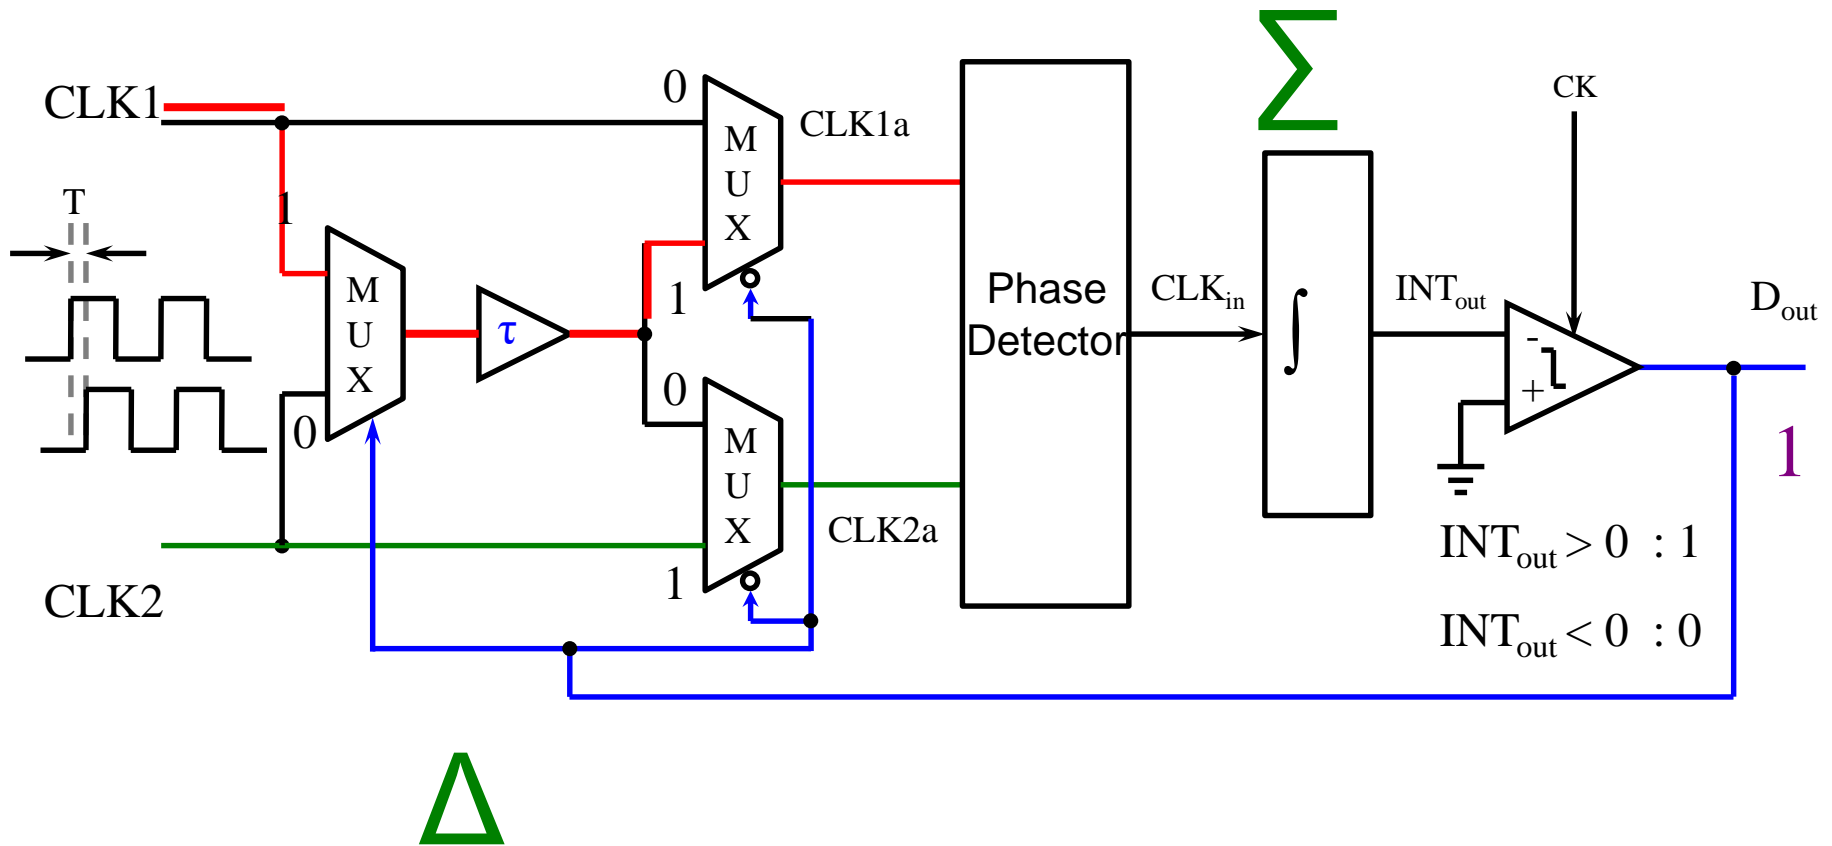 Σ
CLK1
0
CLK1a
CK
M
U
X
T
1
M
U
X
τ
1
Phase
Detector
CLKin
∫
INTout
Dout
-
+
0
0
M
U
X
CLK2a
1
1
CLK2
INTout > 0 : 1
INTout < 0 : 0
Δ